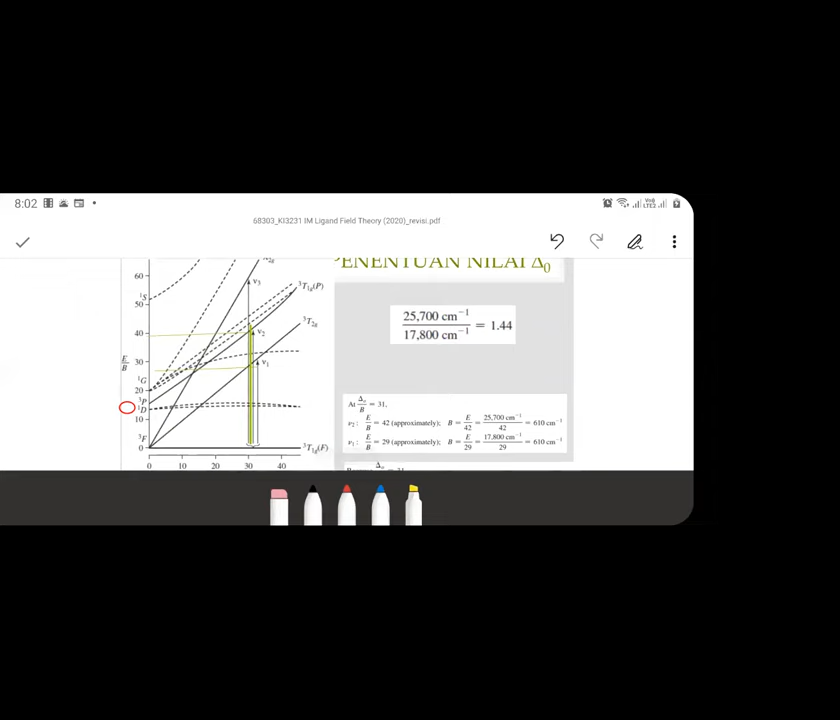 8:02
68303_KI3231 IM Ligand Field Theory (2020)_revisi.pdf
PENENTUAN NILAI Δ₀
25,700 cm⁻¹
17,800 cm⁻¹
= 1.44
At Δₒ/B = 31,
ν₂: E/B = 42 (approximately); B = E/42 = 25,700 cm⁻¹/42 = 610 cm⁻¹
ν₁: E/B = 29 (approximately); B = E/29 = 17,800 cm⁻¹/29 = 610 cm⁻¹
60
¹S
50
40
E/B
30
¹G
20
³P
¹D
10
³F
0
0 10 20 30 40
ν₃
³T₁g(P)
³T₂g
ν₂
ν₁
³T₁g(F)